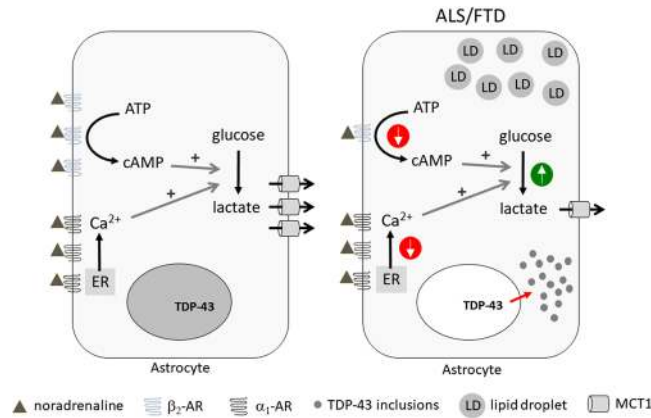 ALS/FTD
ATP
cAMP
+
+
glucose
lactate
Ca2+
ER
TDP-43
Astrocyte
LD
LD
LD
LD
LD
LD
LD
LD
ATP
cAMP
+
+
glucose
lactate
Ca2+
ER
TDP-43
Astrocyte
noradrenaline
β2-AR
α1-AR
TDP-43 inclusions
LD
lipid droplet
MCT1